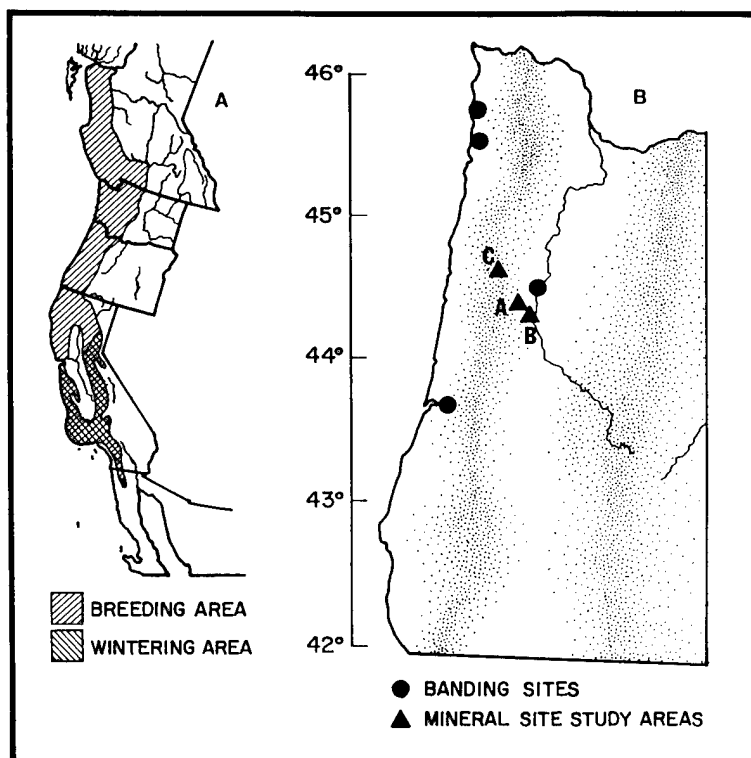 A
BREEDING AREA
WINTERING AREA
46°
45°
44°
43°
42°
B
C
A
B
BANDING SITES
MINERAL SITE STUDY AREAS